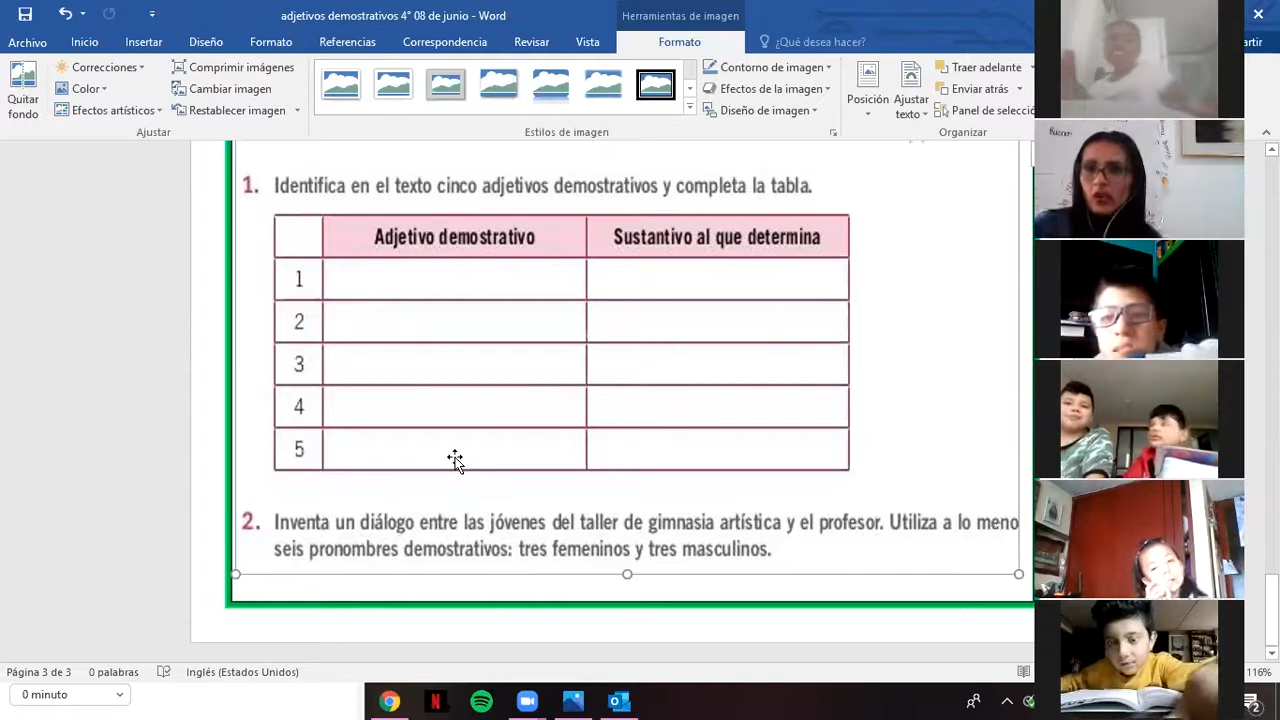 adjetivos demostrativos 4° 08 de junio - Word
Herramientas de imagen
Archivo Inicio Insertar Diseño Formato Referencias Correspondencia Revisar Vista Formato ¿Qué desea hacer?
Quitar fondo
Correcciones
Color
Efectos artísticos
Comprimir imágenes
Cambiar imagen
Restablecer imagen
Ajustar
Estilos de imagen
Contorno de imagen
Efectos de la imagen
Diseño de imagen
Posición
Ajustar texto
Traer adelante
Enviar atrás
Panel de selecció
Organizar
1. Identifica en el texto cinco adjetivos demostrativos y completa la tabla.
Adjetivo demostrativo Sustantivo al que determina
1
2
3
4
5
2. Inventa un diálogo entre las jóvenes del taller de gimnasia artística y el profesor. Utiliza a lo meno
seis pronombres demostrativos: tres femeninos y tres masculinos.
Página 3 de 3 0 palabras Inglés (Estados Unidos) 116%
0 minuto
2